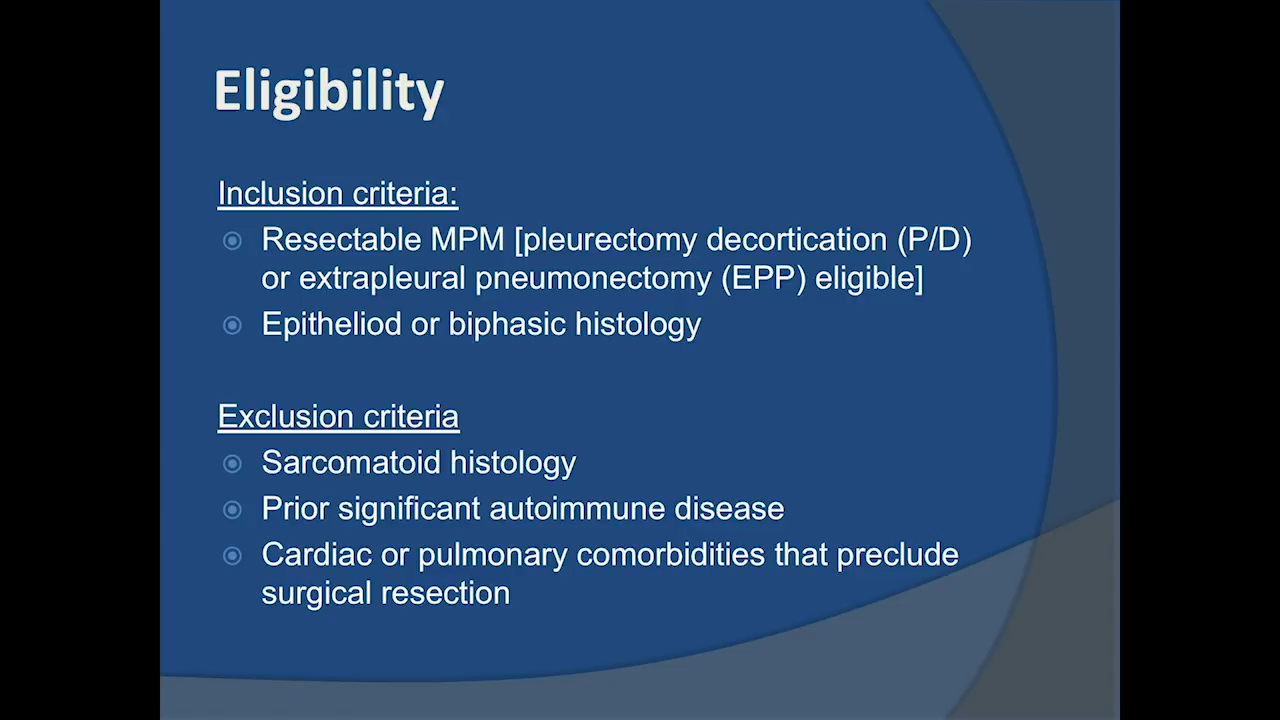 Eligibility
Inclusion criteria:
Resectable MPM [pleurectomy decortication (P/D)
or extrapleural pneumonectomy (EPP) eligible]
Epitheliod or biphasic histology
Exclusion criteria
Sarcomatoid histology
Prior significant autoimmune disease
Cardiac or pulmonary comorbidities that preclude
surgical resection